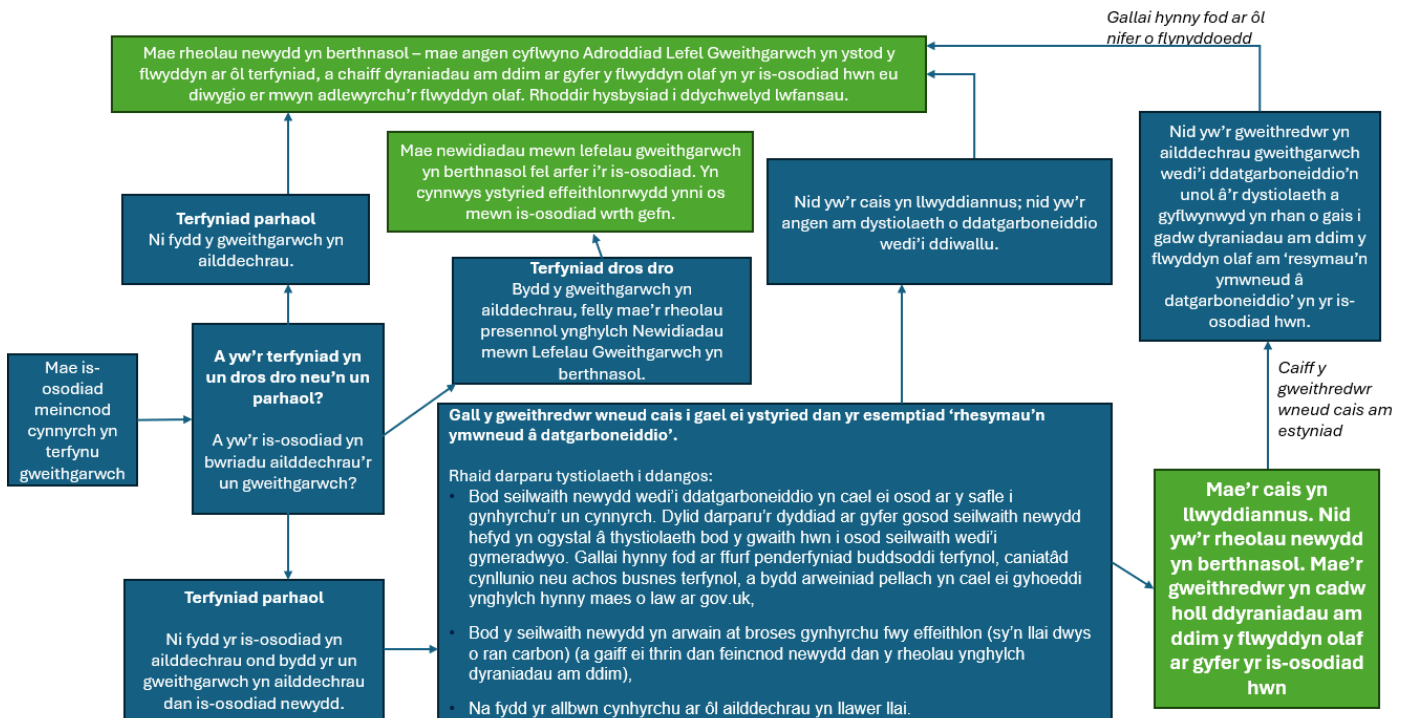 Gallai hynny fod ar ôl
nifer o flynyddoedd
Mae rheolau newydd yn berthnasol – mae angen cyflwyno Adroddiad Lefel Gweithgarwch yn ystod y
flwyddyn ar ôl terfyniad, a chaiff dyraniadau am ddim ar gyfer y flwyddyn olaf yn yr is-osodiad hwn eu
diwygio er mwyn adlewyrchu’r flwyddyn olaf. Rhoddir hysbysiad i ddychwelyd lwfansau.
Mae newidiadau mewn lefelau gweithgarwch
yn berthnasol fel arfer i’r is-osodiad. Yn
cynnwys ystyried effeithlonrwydd ynni os
mewn is-osodiad wrth gefn.
Nid yw’r cais yn llwyddiannus; nid yw’r
angen am dystiolaeth o ddatgarboneiddio
wedi’i ddiwallu.
Nid yw’r gweithredwr yn
ailddechrau gweithgarwch
wedi’i ddatgarboneiddio’n
unol â’r dystiolaeth a
gyflwynwyd yn rhan o gais i
gadw dyraniadau am ddim y
flwyddyn olaf am ‘resymau’n
ymwneud â
datgarboneiddio’ yn yr is-
osodiad hwn.
Terfyniad parhaol
Ni fydd y gweithgarwch yn
ailddechrau.
Terfyniad dros dro
Bydd y gweithgarwch yn
ailddechrau, felly mae’r rheolau
presennol ynghylch Newidiadau
mewn Lefelau Gweithgarwch yn
berthnasol.
Mae is-
osodiad
meincnod
cynnyrch yn
terfynu
gweithgarwch
A yw’r terfyniad yn
un dros dro neu’n un
parhaol?
A yw’r is-osodiad yn
bwriadu ailddechrau’r
un gweithgarwch?
Caiff y
gweithredwr
wneud cais am
estyniad
Gall y gweithredwr wneud cais i gael ei ystyried dan yr esemptiad ‘rhesymau’n
ymwneud â datgarboneiddio’.
Rhaid darparu tystiolaeth i ddangos:
• Bod seilwaith newydd wedi’i ddatgarboneiddio yn cael ei osod ar y safle i
gynhyrchu’r un cynnyrch. Dylid darparu’r dyddiad ar gyfer gosod seilwaith newydd
hefyd yn ogystal â thystiolaeth bod y gwaith hwn i osod seilwaith wedi’i
gymeradwyo. Gallai hynny fod ar ffurf penderfyniad buddsoddi terfynol, caniatâd
cynllunio neu achos busnes terfynol, a bydd arweiniad pellach yn cael ei gyhoeddi
ynghylch hynny maes o law ar gov.uk,
• Bod y seilwaith newydd yn arwain at broses gynhyrchu fwy effeithlon (sy’n llai dwys
o ran carbon) (a gaiff ei thrin dan feincnod newydd dan y rheolau ynghylch
dyraniadau am ddim),
• Na fydd yr allbwn cynhyrchu ar ôl ailddechrau yn llawer llai.
Mae’r cais yn
llwyddiannus. Nid
yw’r rheolau newydd
yn berthnasol. Mae’r
gweithredwr yn cadw
holl ddyraniadau am
ddim y flwyddyn olaf
ar gyfer yr is-osodiad
hwn
Terfyniad parhaol
Ni fydd yr is-osodiad yn
ailddechrau ond bydd yr un
gweithgarwch yn ailddechrau
dan is-osodiad newydd.